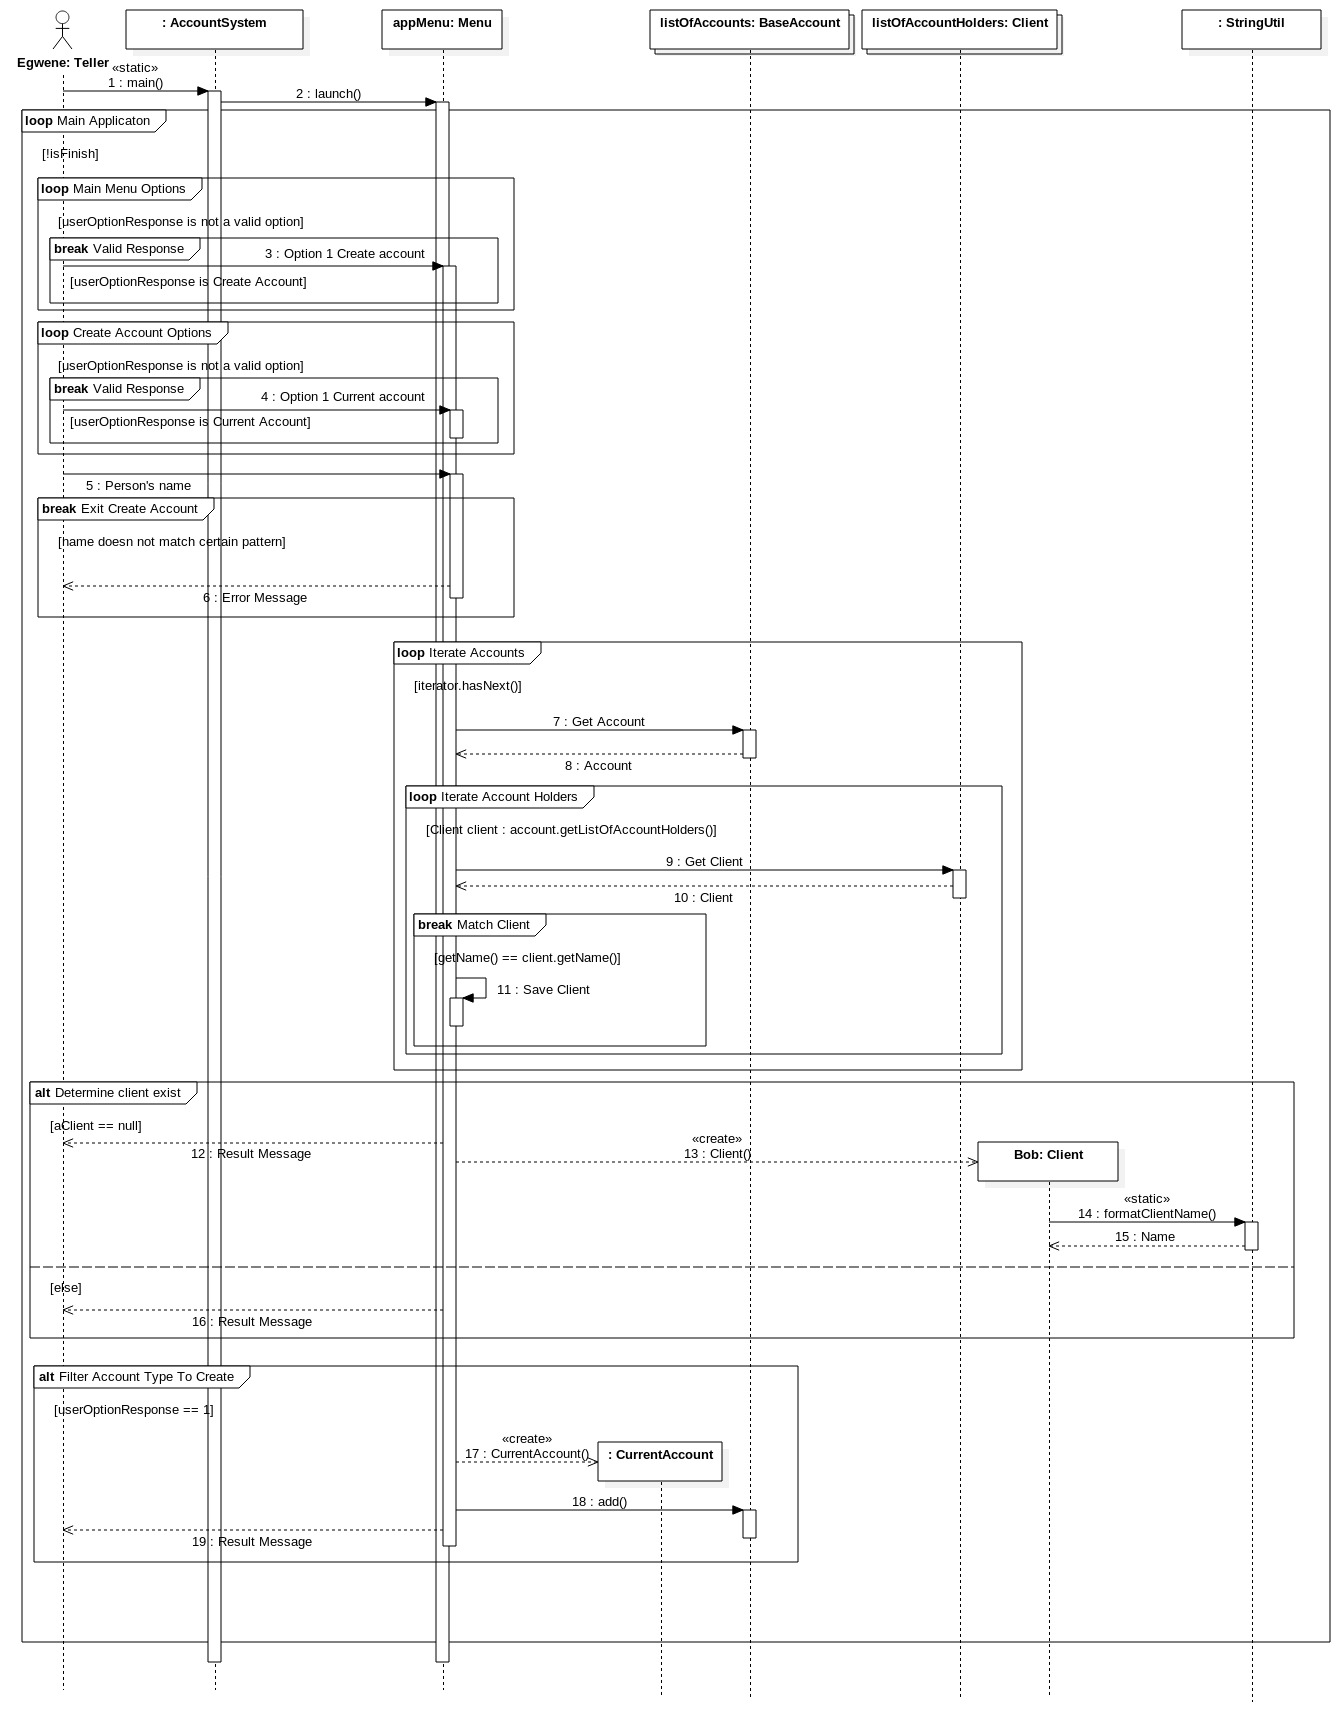 : AccountSystem
appMenu: Menu
listOfAccounts: BaseAccount
listOfAccountHolders: Client
: StringUtil
Egwene: Teller
«static»
1 : main()
2 : launch()
loop Main Applicaton
[!isFinish]
loop Main Menu Options
[userOptionResponse is not a valid option]
break Valid Response
3 : Option 1 Create account
[userOptionResponse is Create Account]
loop Create Account Options
[userOptionResponse is not a valid option]
break Valid Response
4 : Option 1 Current account
[userOptionResponse is Current Account]
5 : Person's name
break Exit Create Account
[name doesn not match certain pattern]
6 : Error Message
loop Iterate Accounts
[iterator.hasNext()]
7 : Get Account
8 : Account
loop Iterate Account Holders
[Client client : account.getListOfAccountHolders()]
9 : Get Client
10 : Client
break Match Client
[getName() == client.getName()]
11 : Save Client
alt Determine client exist
[aClient == null]
12 : Result Message
«create»
13 : Client()
Bob: Client
«static»
14 : formatClientName()
15 : Name
[else]
16 : Result Message
alt Filter Account Type To Create
[userOptionResponse == 1]
«create»
17 : CurrentAccount()
: CurrentAccount
18 : add()
19 : Result Message